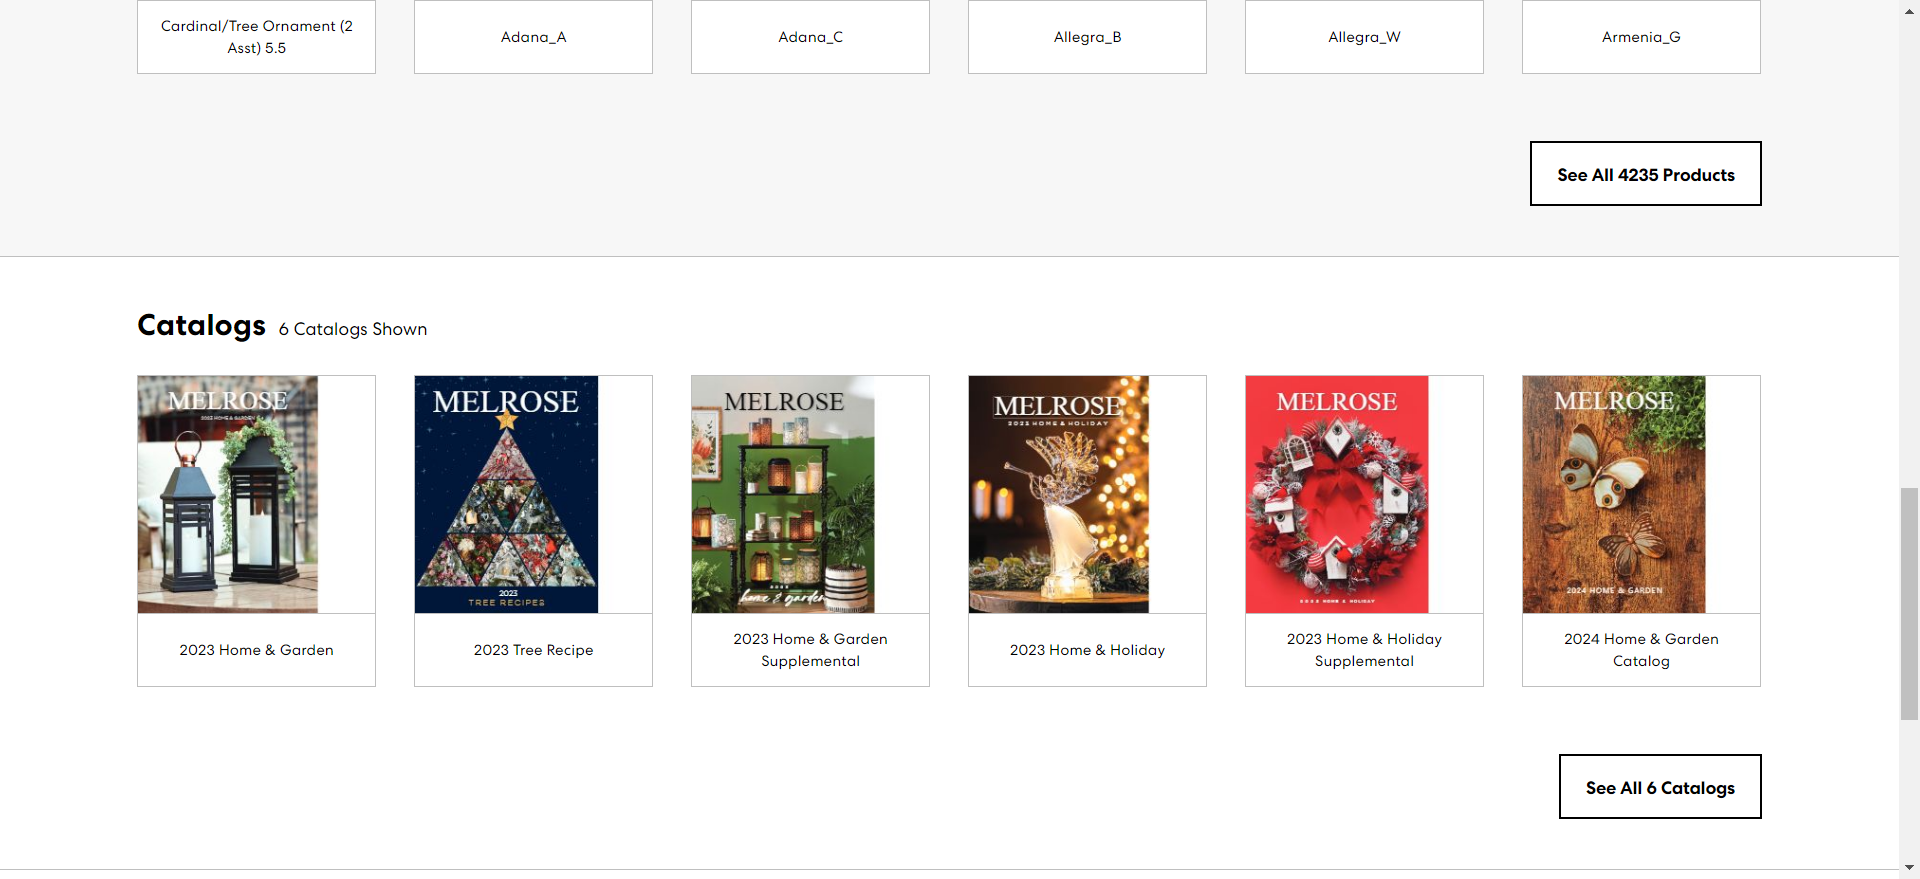 Cardinal/Tree Ornament (2
Asst) 5.5
Adana_A
Adana_C
Allegra_B
Allegra_W
Armenia_G
See All 4235 Products
Catalogs 6 Catalogs Shown
MELROSE
2023 HOME & GARDEN
MELROSE
2023
TREE RECIPES
MELROSE
2023
home & garden
MELROSE
2023 HOME & HOLIDAY
MELROSE
2023 HOME & HOLIDAY
MELROSE
2024 HOME & GARDEN
2023 Home & Garden
2023 Tree Recipe
2023 Home & Garden
Supplemental
2023 Home & Holiday
2023 Home & Holiday
Supplemental
2024 Home & Garden
Catalog
See All 6 Catalogs